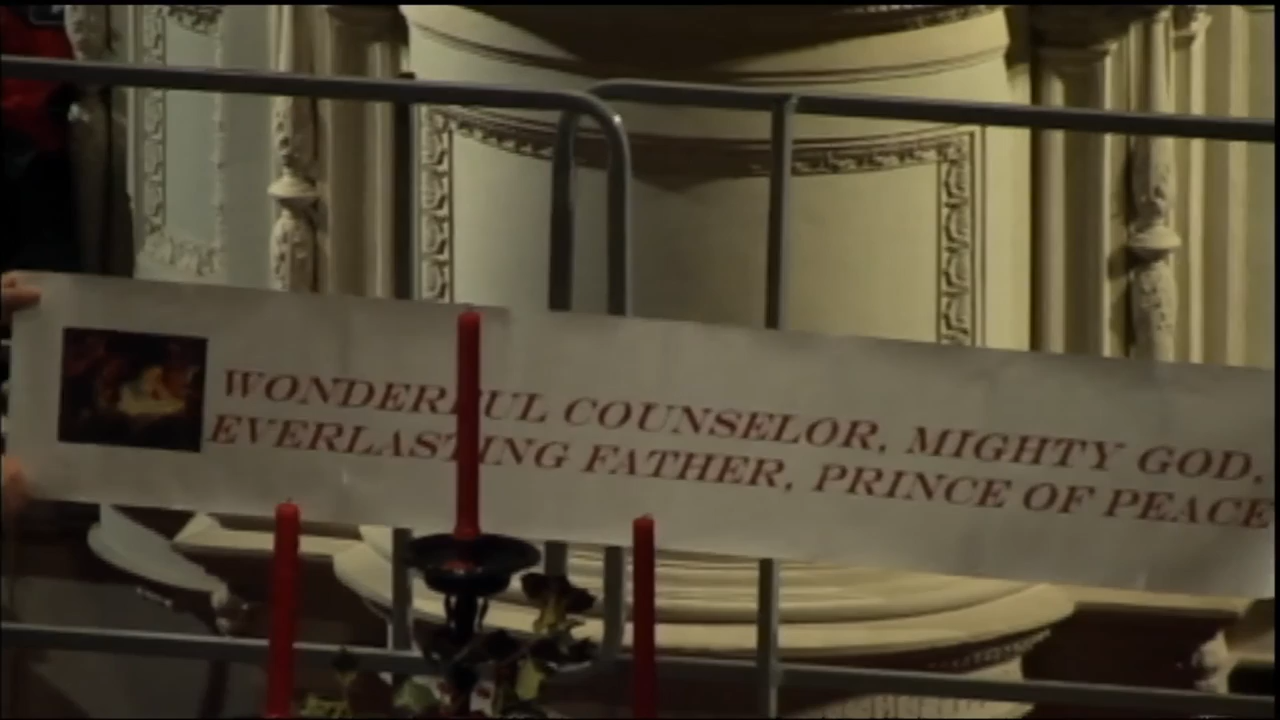 WONDERFUL COUNSELOR, MIGHTY GOD,
EVERLASTING FATHER, PRINCE OF PEACE